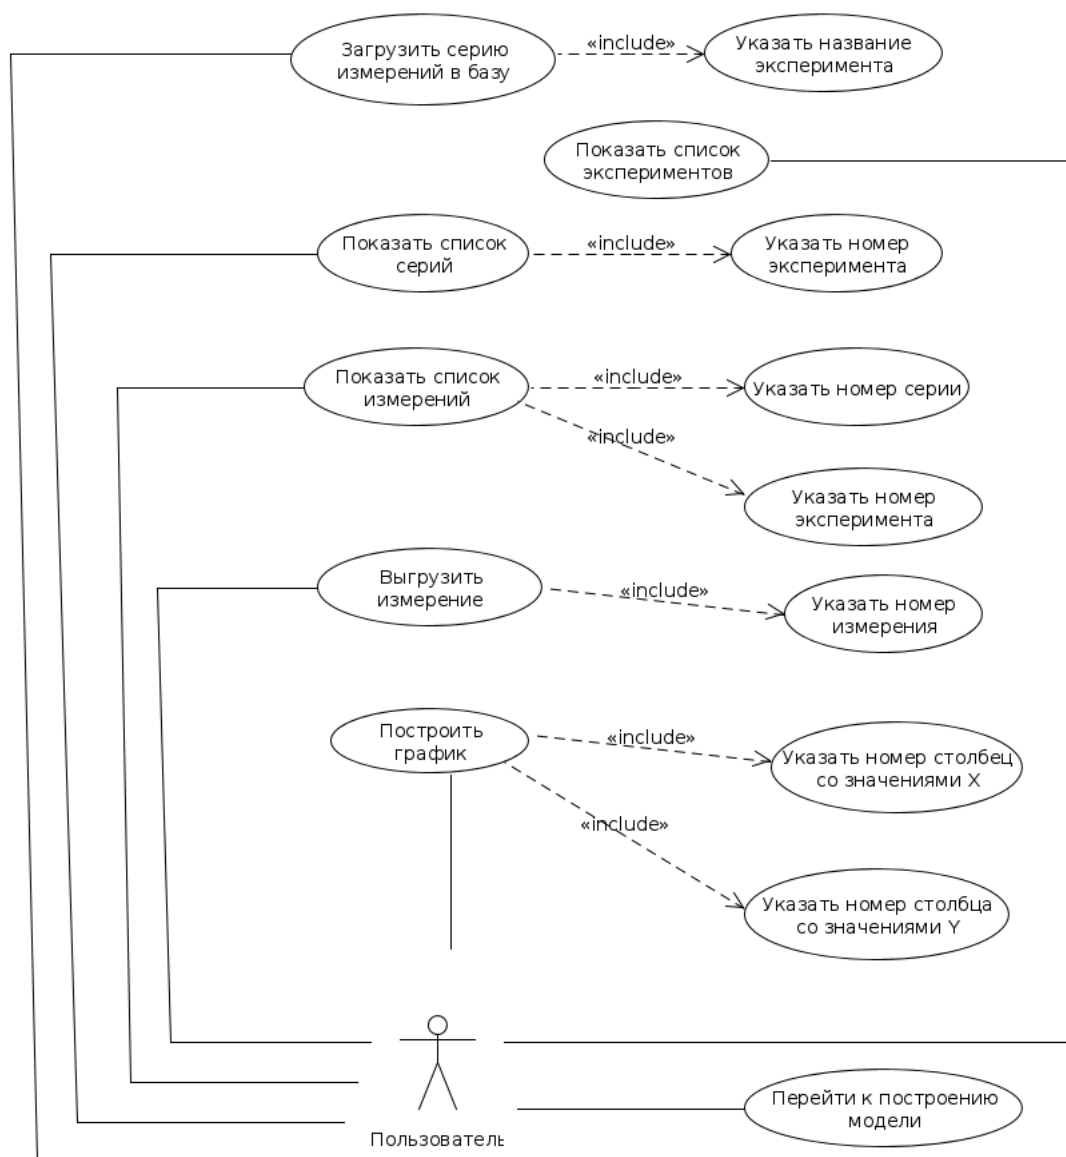 Загрузить серию
измерений в базу
«include»
Указать название
эксперимента
Показать список
экспериментов
Показать список
серий
«include»
Указать номер
эксперимента
Показать список
измерений
«include»
Указать номер серии
«include»
Указать номер
эксперимента
Выгрузить
измерение
«include»
Указать номер
измерения
Построить
график
«include»
Указать номер столбец
со значениями X
«include»
Указать номер столбца
со значениями Y
Перейти к построению
модели
Пользователь